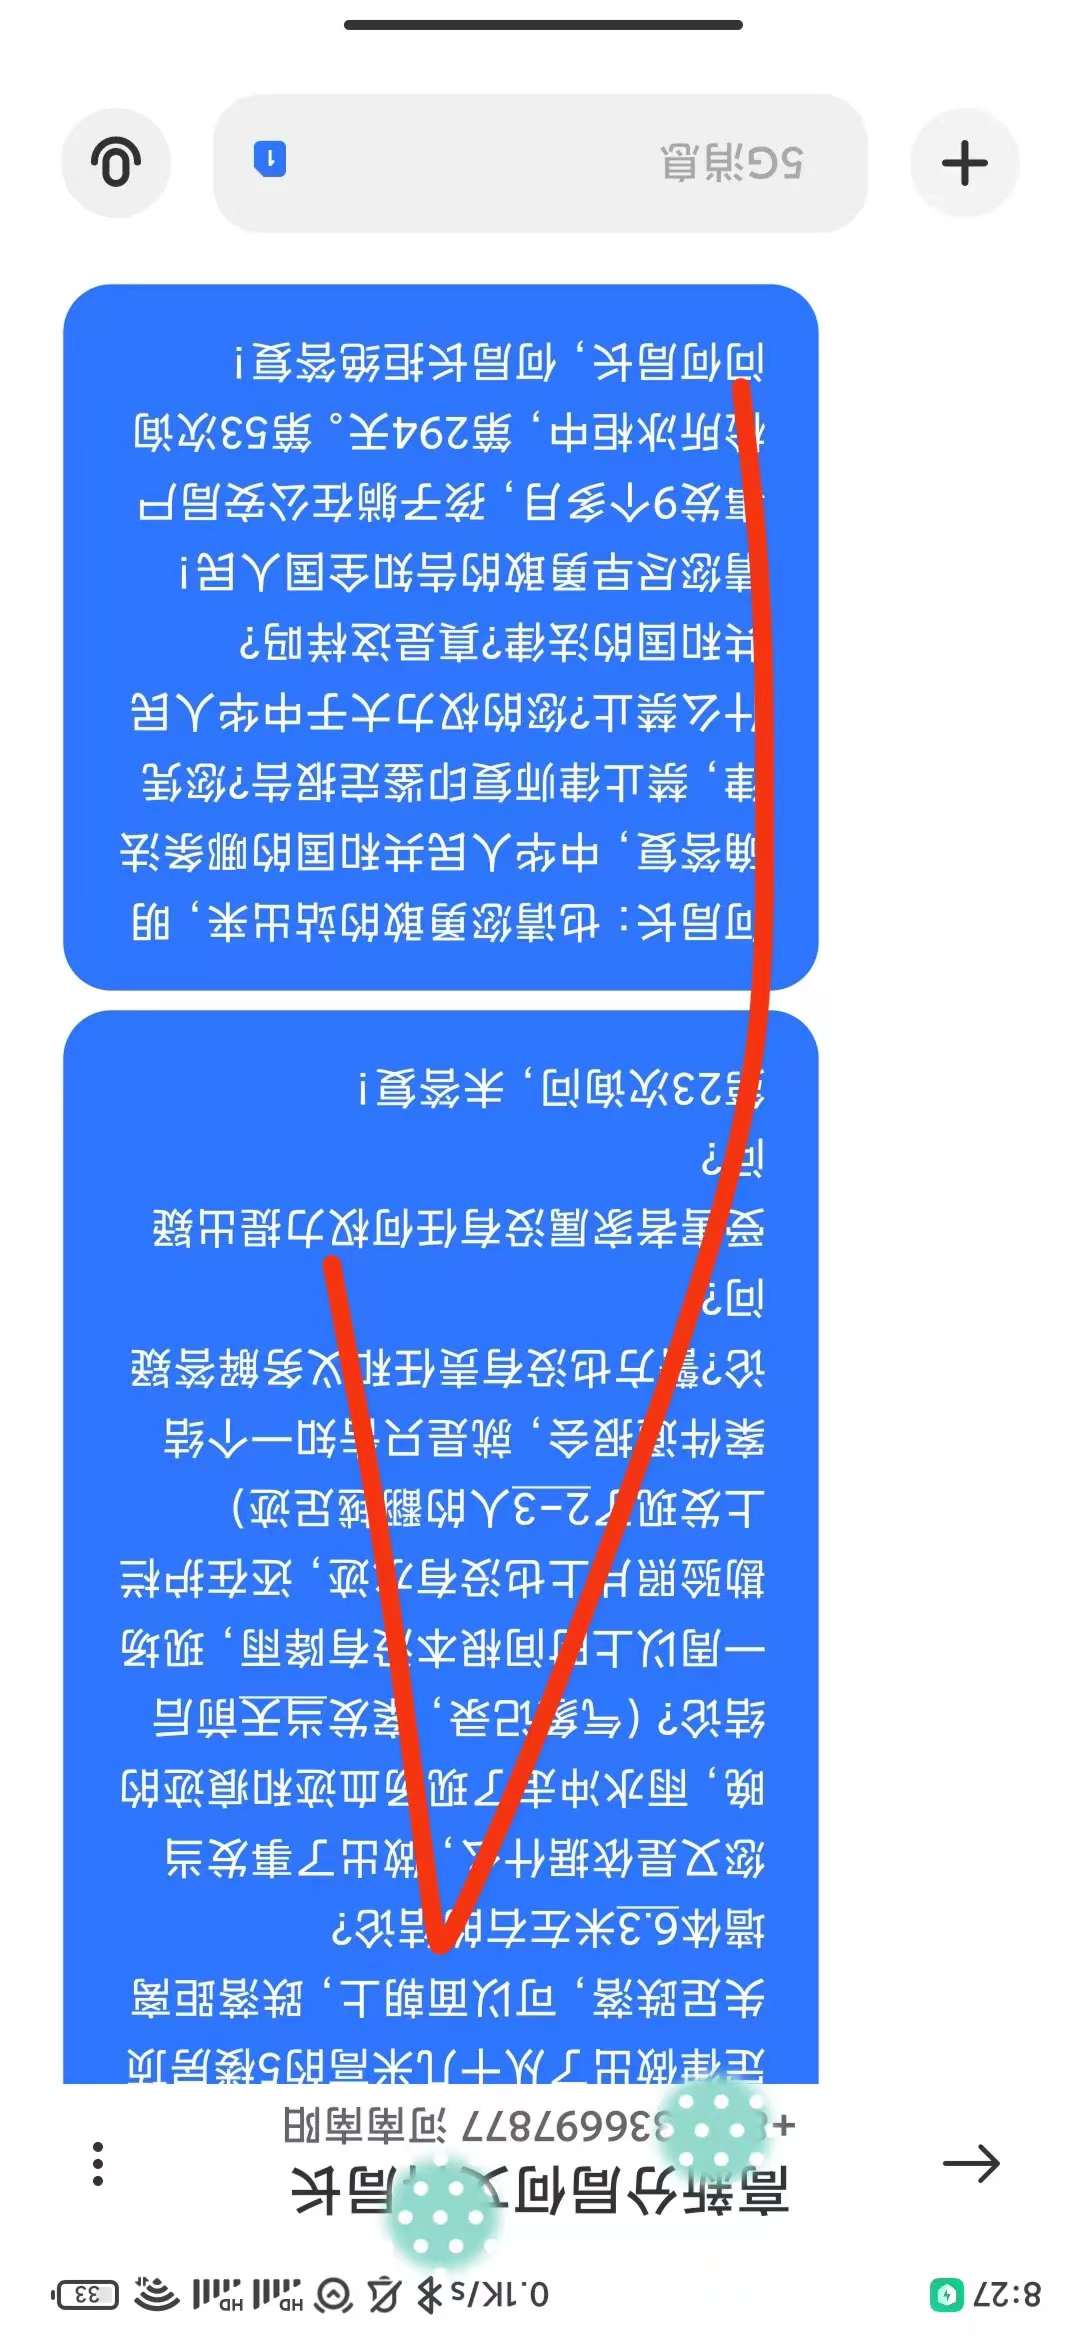 8:27 0.1K/s HD HD 33
高新分局何 局长
336697877 河南南阳
定律做出了从十几米高的5楼房顶
失足跌落，可以面朝上，跌落距离
墙体6.3米左右的结论？
您又是依据什么，做出了事发当
晚，雨水冲走了现场血迹和痕迹的
结论？（气象记录，案发当天前后
一周以上时间根本没有降雨，现场
勘验照片上也没有水迹，还在护栏
上发现了2-3人的翻越足迹）
案件通报会，就是只告知一个结
论?警方也没有责任和义务解答疑
问？
受害者家属没有任何权力提出疑
问？
第23次询问，未答复！
何局长：也请您勇敢的站出来，明
确答复，中华人民共和国的哪条法
律，禁止律师复印鉴定报告?您凭
什么禁止?您的权力大于中华人民
共和国的法律?真是这样吗？
请您尽早勇敢的告知全国人民！
事发9个多月，孩子躺在公安局尸
检所冰柜中，第294天。第553次询
问何局长，何局长拒绝答复！
5G消息
1